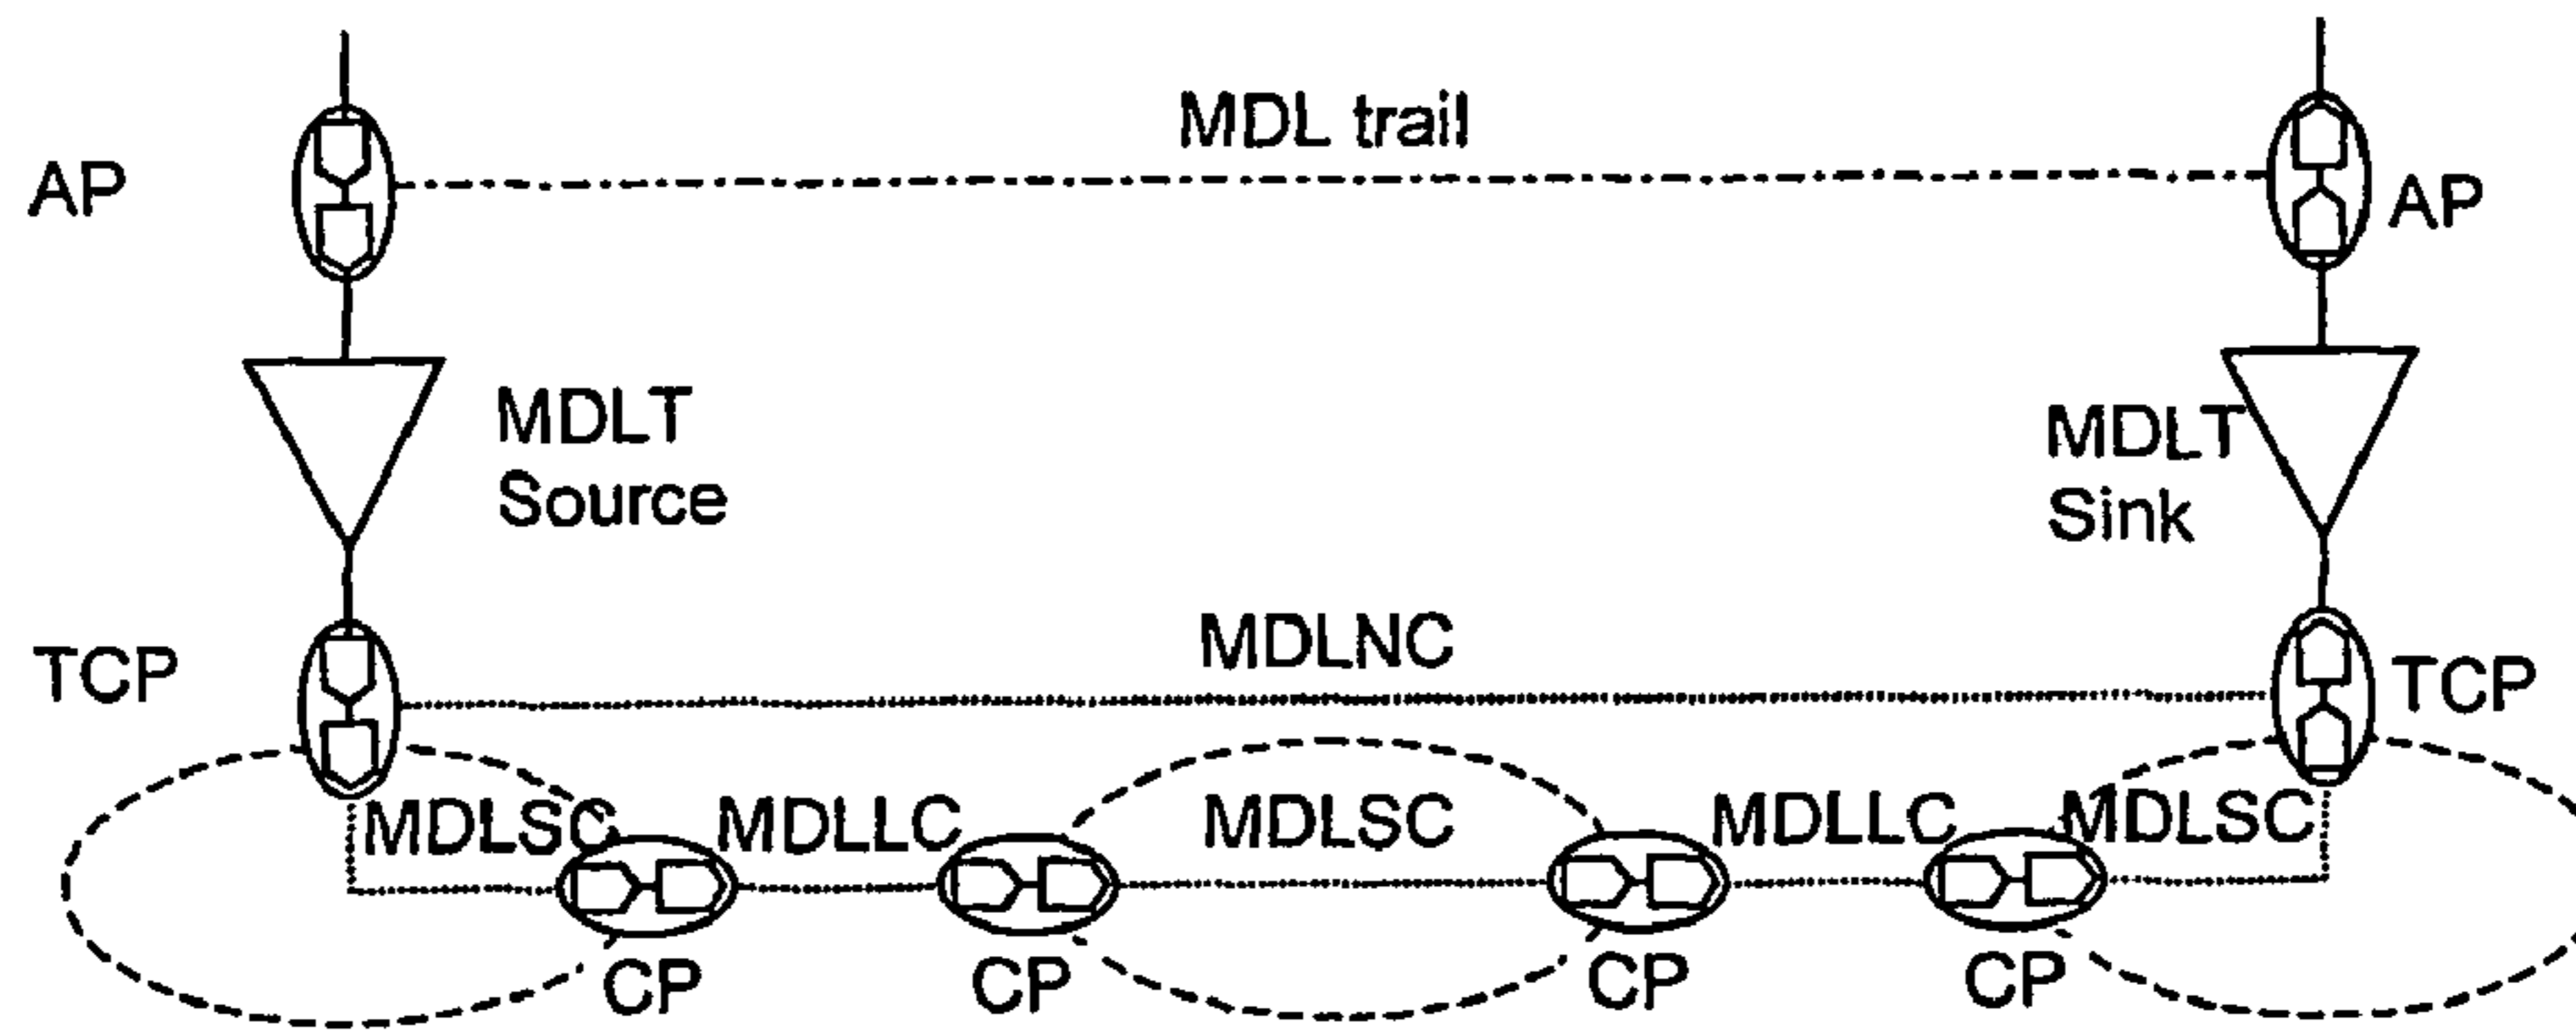 MDL trail
AP
AP
MDLT
Source
MDLT
Sink
MDLNC
TCP
TCP
MDLSC
MDLLC
MDLSC
MDLLC
MDLSC
CP
CP
CP
CP